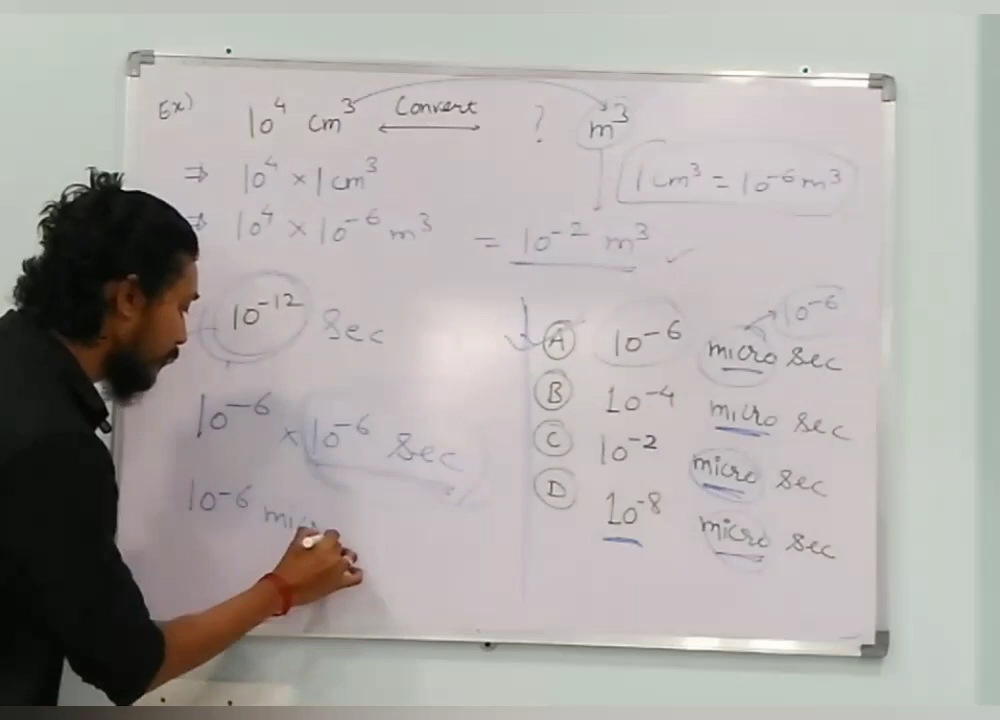 Ex) 10⁴ cm³ Convert ? m³
⇒ 10⁴ × 1 cm³
1 cm³ = 10⁻⁶ m³
⇒ 10⁴ × 10⁻⁶ m³ = 10⁻² m³ ✓
10⁻¹² Sec
10⁻⁶ × 10⁻⁶ Sec
10⁻⁶ mic
10⁻⁶
A 10⁻⁶ micro Sec
B 10⁻⁴ micro Sec
C 10⁻² micro Sec
D 10⁻⁸ micro Sec